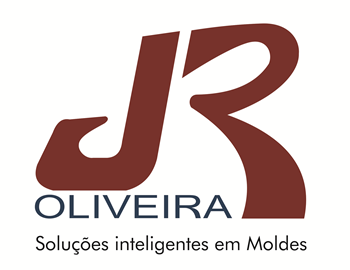 JR
OLIVEIRA
Soluções inteligentes em Moldes